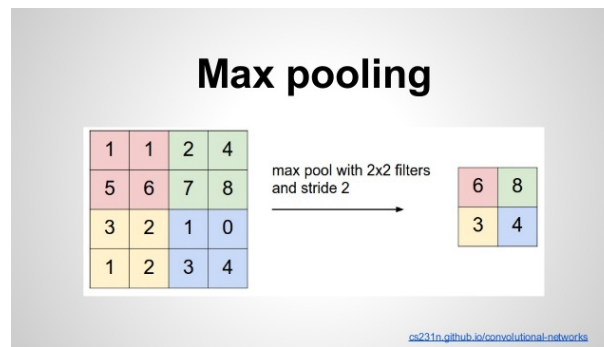 Max pooling
1 1 2 4
5 6 7 8
3 2 1 0
1 2 3 4
max pool with 2x2 filters
and stride 2
6 8
3 4
cs231n.github.io/convolutional-networks